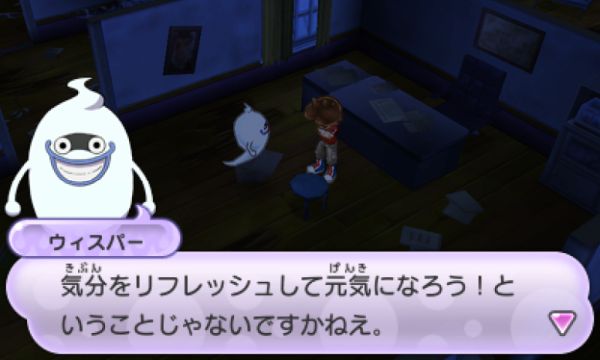 ウィスパー
気分をリフレッシュして元気になろう！と
いうことじゃないですかねえ。